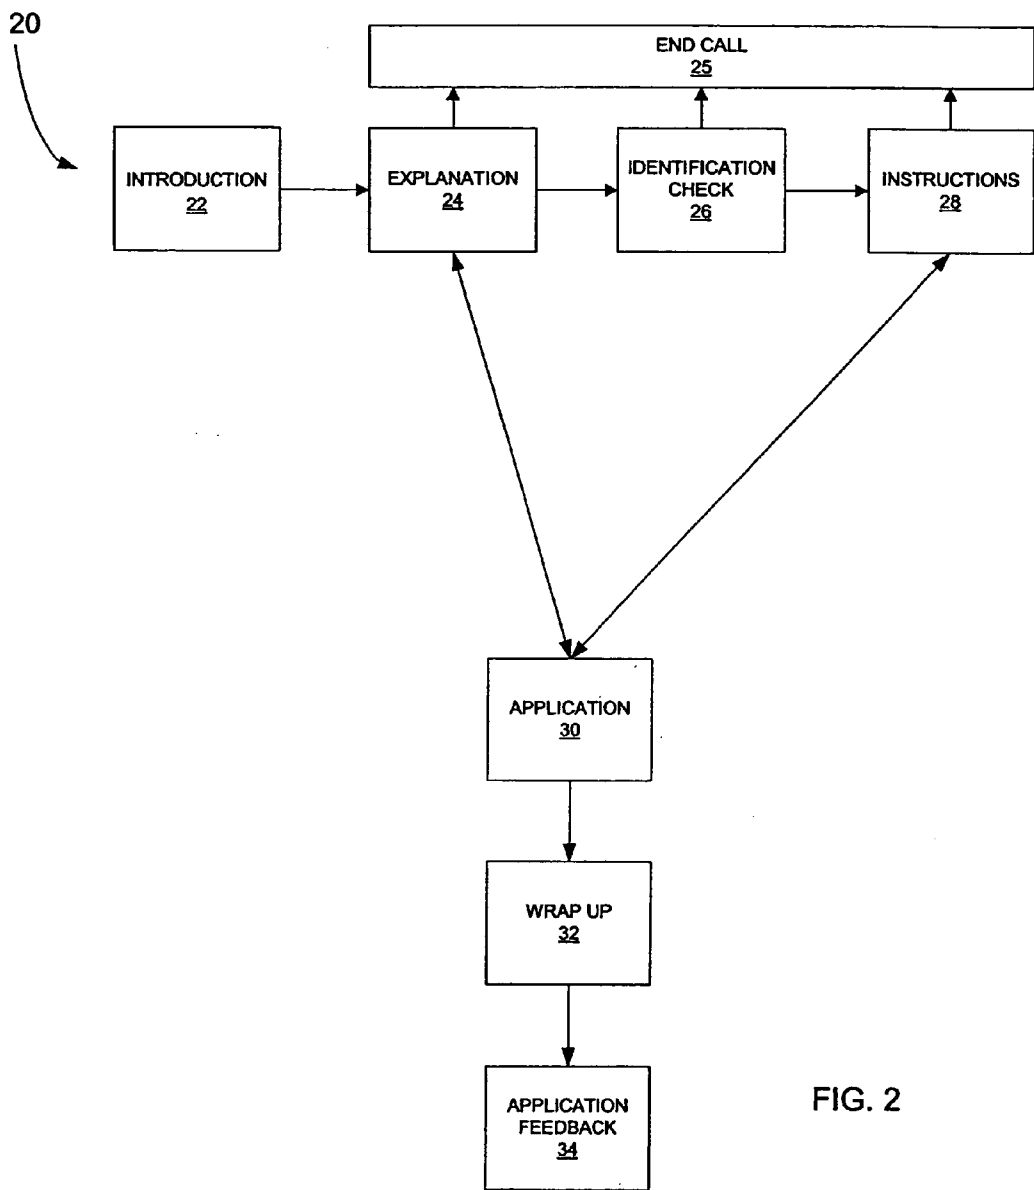 20
END CALL
25
INTRODUCTION
22
EXPLANATION
24
IDENTIFICATION
CHECK
26
INSTRUCTIONS
28
APPLICATION
30
WRAP UP
32
APPLICATION
FEEDBACK
34
FIG. 2